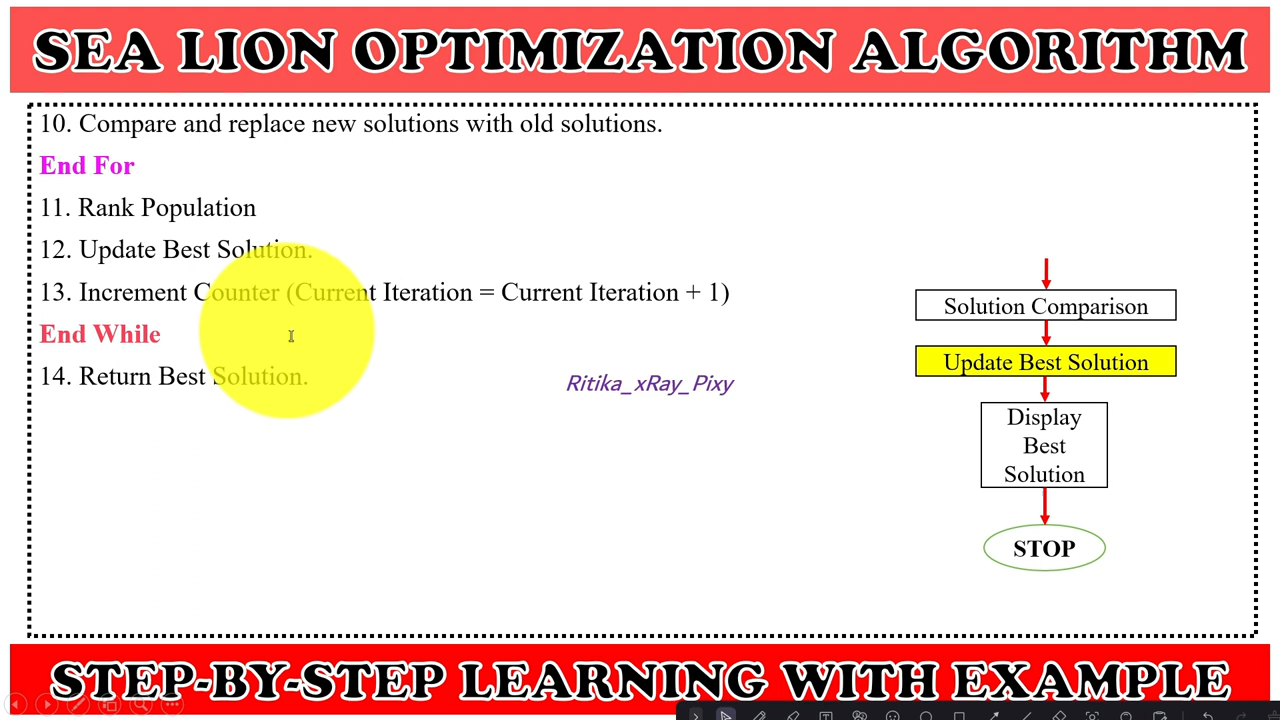 SEA LION OPTIMIZATION ALGORITHM
10. Compare and replace new solutions with old solutions.
End For
11. Rank Population
12. Update Best Solution.
13. Increment Counter (Current Iteration = Current Iteration + 1)
End While
14. Return Best Solution.
Ritika_xRay_Pixy
Solution Comparison
Update Best Solution
Display
Best
Solution
STOP
STEP-BY-STEP LEARNING WITH EXAMPLE